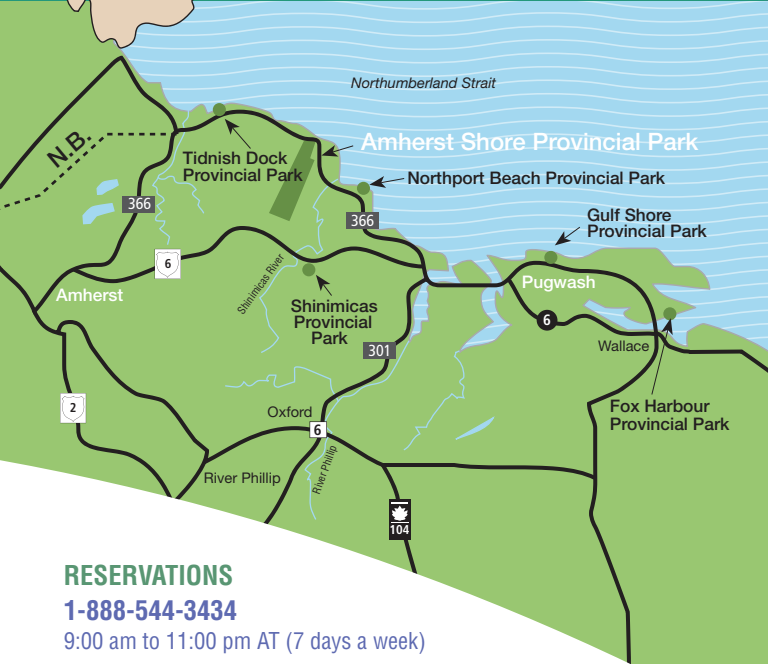 Northumberland Strait
N.B.
Amherst Shore Provincial Park
Tidnish Dock
Provincial Park
Northport Beach Provincial Park
366
366
Gulf Shore
Provincial Park
6
Shinimicas River
Amherst
Pugwash
Shinimicas
Provincial
Park
6
301
Wallace
2
Oxford
6
Fox Harbour
Provincial Park
River Phillip
River Phillip
104
RESERVATIONS
1-888-544-3434
9:00 am to 11:00 pm AT (7 days a week)